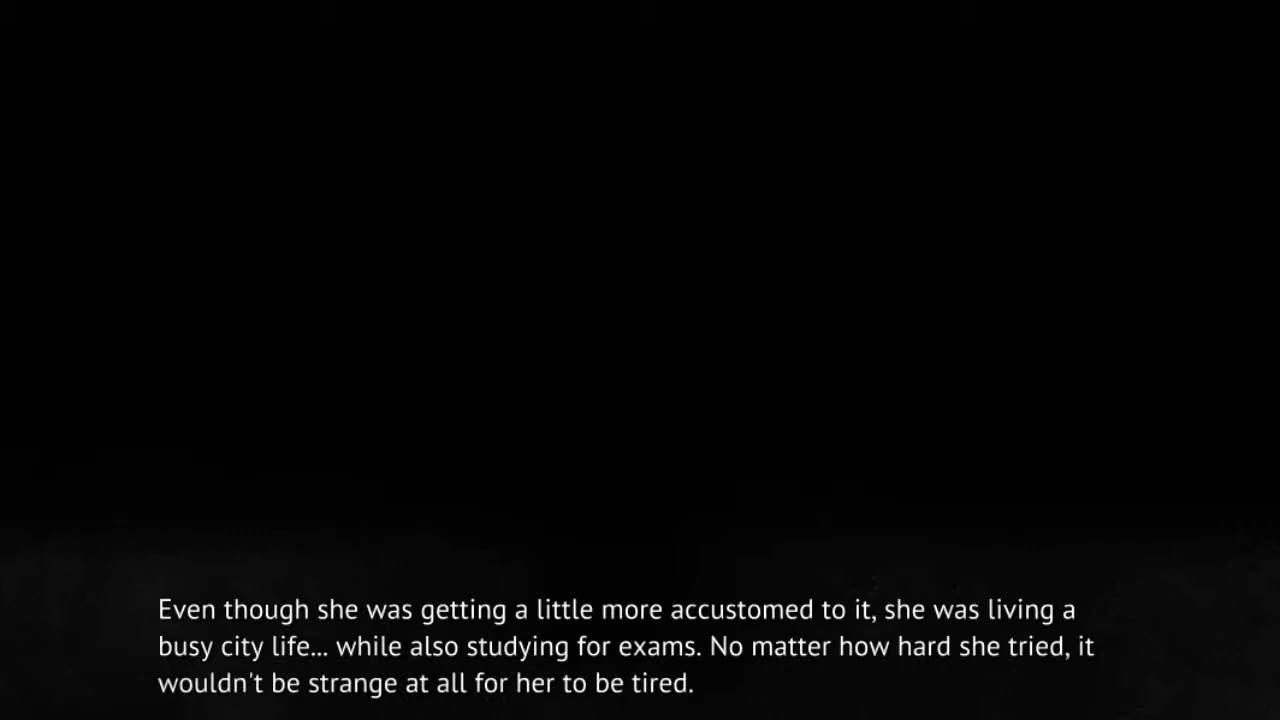 Even though she was getting a little more accustomed to it, she was living a
busy city life... while also studying for exams. No matter how hard she tried, it
wouldn't be strange at all for her to be tired.